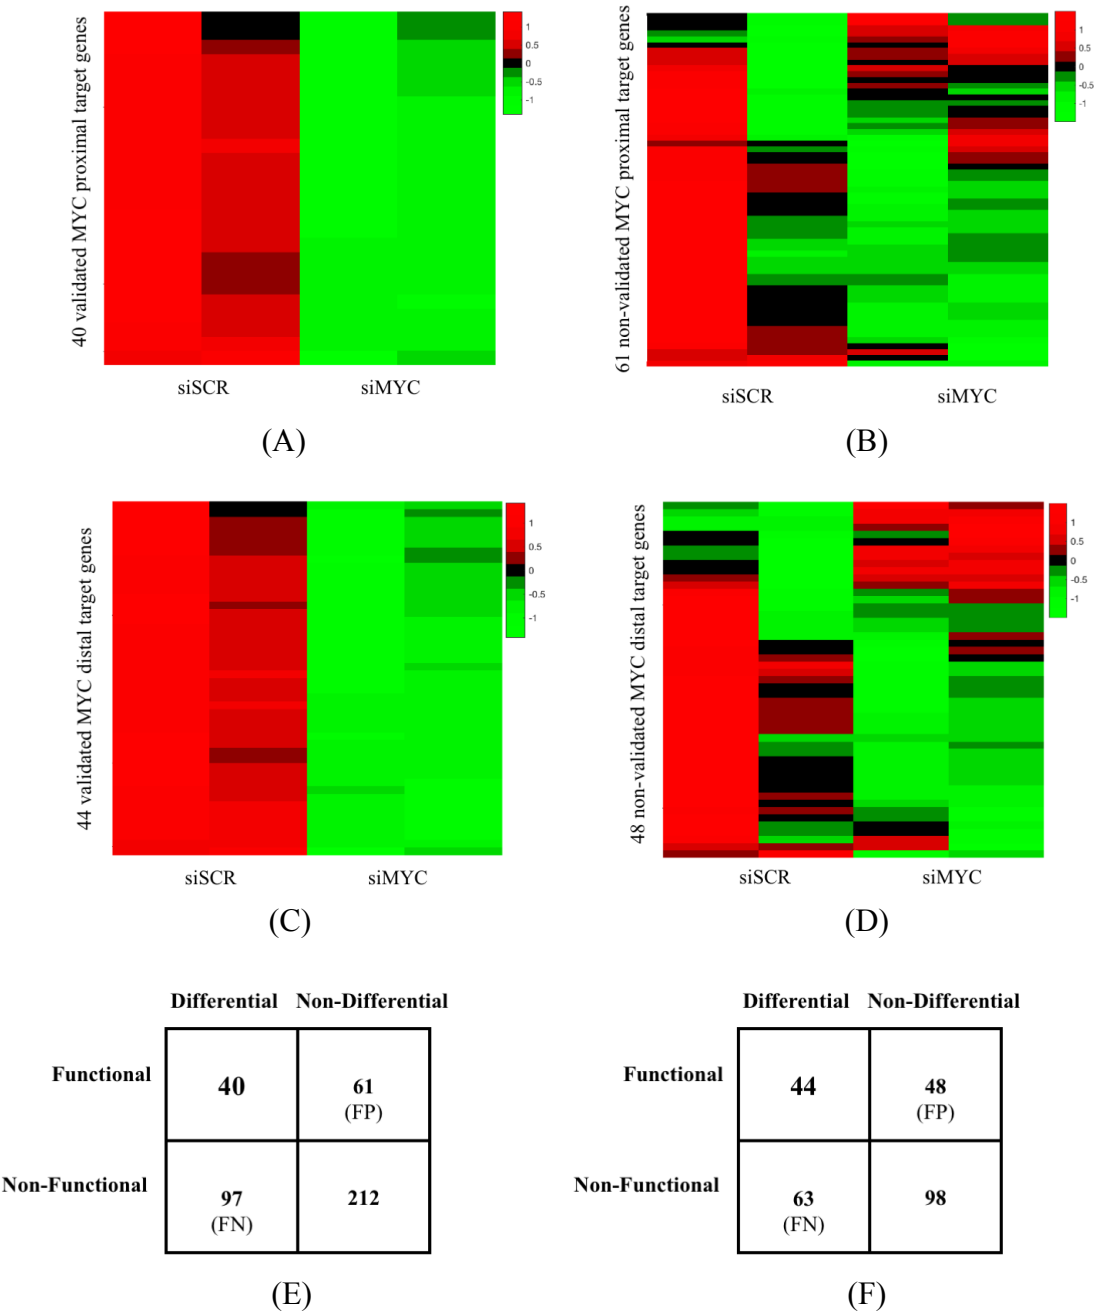 40 validated MYC proximal target genes
1
0.5
0
-0.5
-1
siSCR
siMYC
(A)
61 non-validated MYC proximal target genes
1
0.5
0
-0.5
-1
siSCR
siMYC
(B)
44 validated MYC distal target genes
1
0.5
0
-0.5
-1
siSCR
siMYC
(C)
48 non-validated MYC distal target genes
1
0.5
0
-0.5
-1
siSCR
siMYC
(D)
Differential Non-Differential
Functional
40
61
(FP)
Non-Functional
97
(FN)
212
(E)
Differential Non-Differential
Functional
44
48
(FP)
Non-Functional
63
(FN)
98
(F)